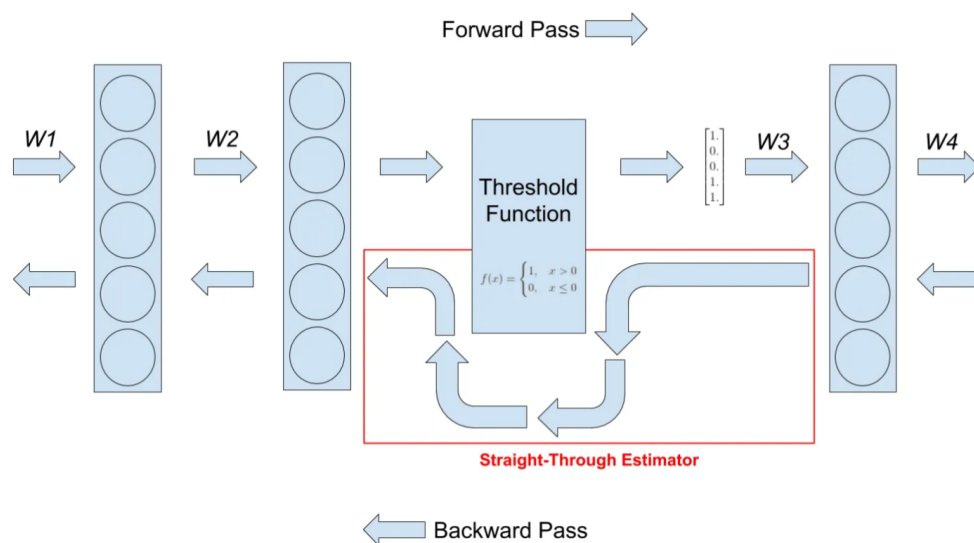 Forward Pass
W1
W2
W3
W4
[1.
0.
0.
1.
1.]
Threshold
Function
f(x) = {1, x > 0
0, x ≤ 0
Straight-Through Estimator
Backward Pass